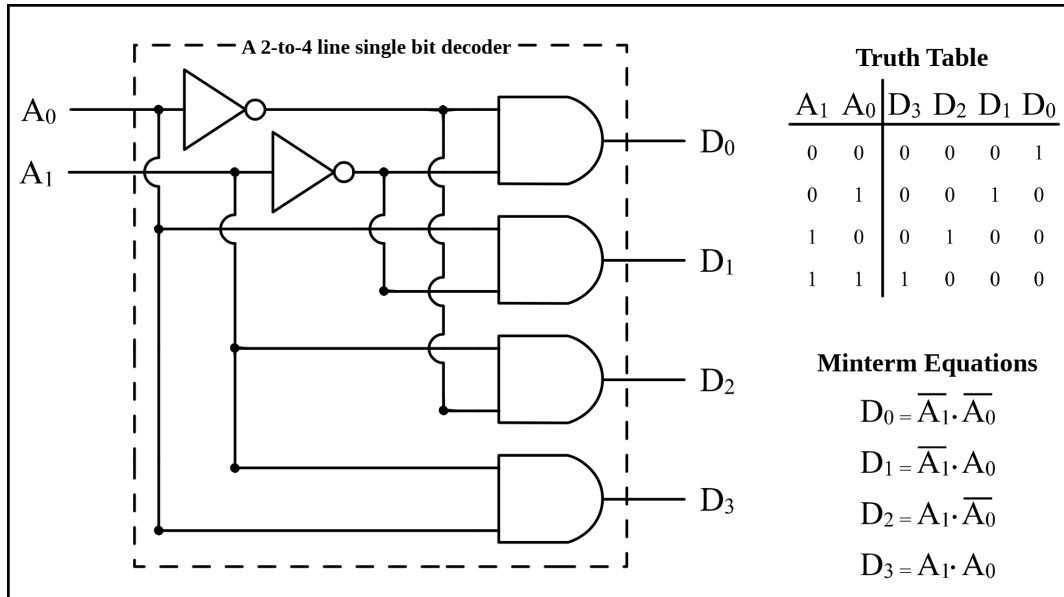 A 2-to-4 line single bit decoder
A₀
A₁
D₀
D₁
D₂
D₃
Truth Table
A₁ A₀ D₃ D₂ D₁ D₀
0 0 0 0 0 1
0 1 0 0 1 0
1 0 0 1 0 0
1 1 1 0 0 0
Minterm Equations
D₀ = A̅₁· A̅₀
D₁ = A̅₁· A₀
D₂ = A₁· A̅₀
D₃ = A₁· A₀